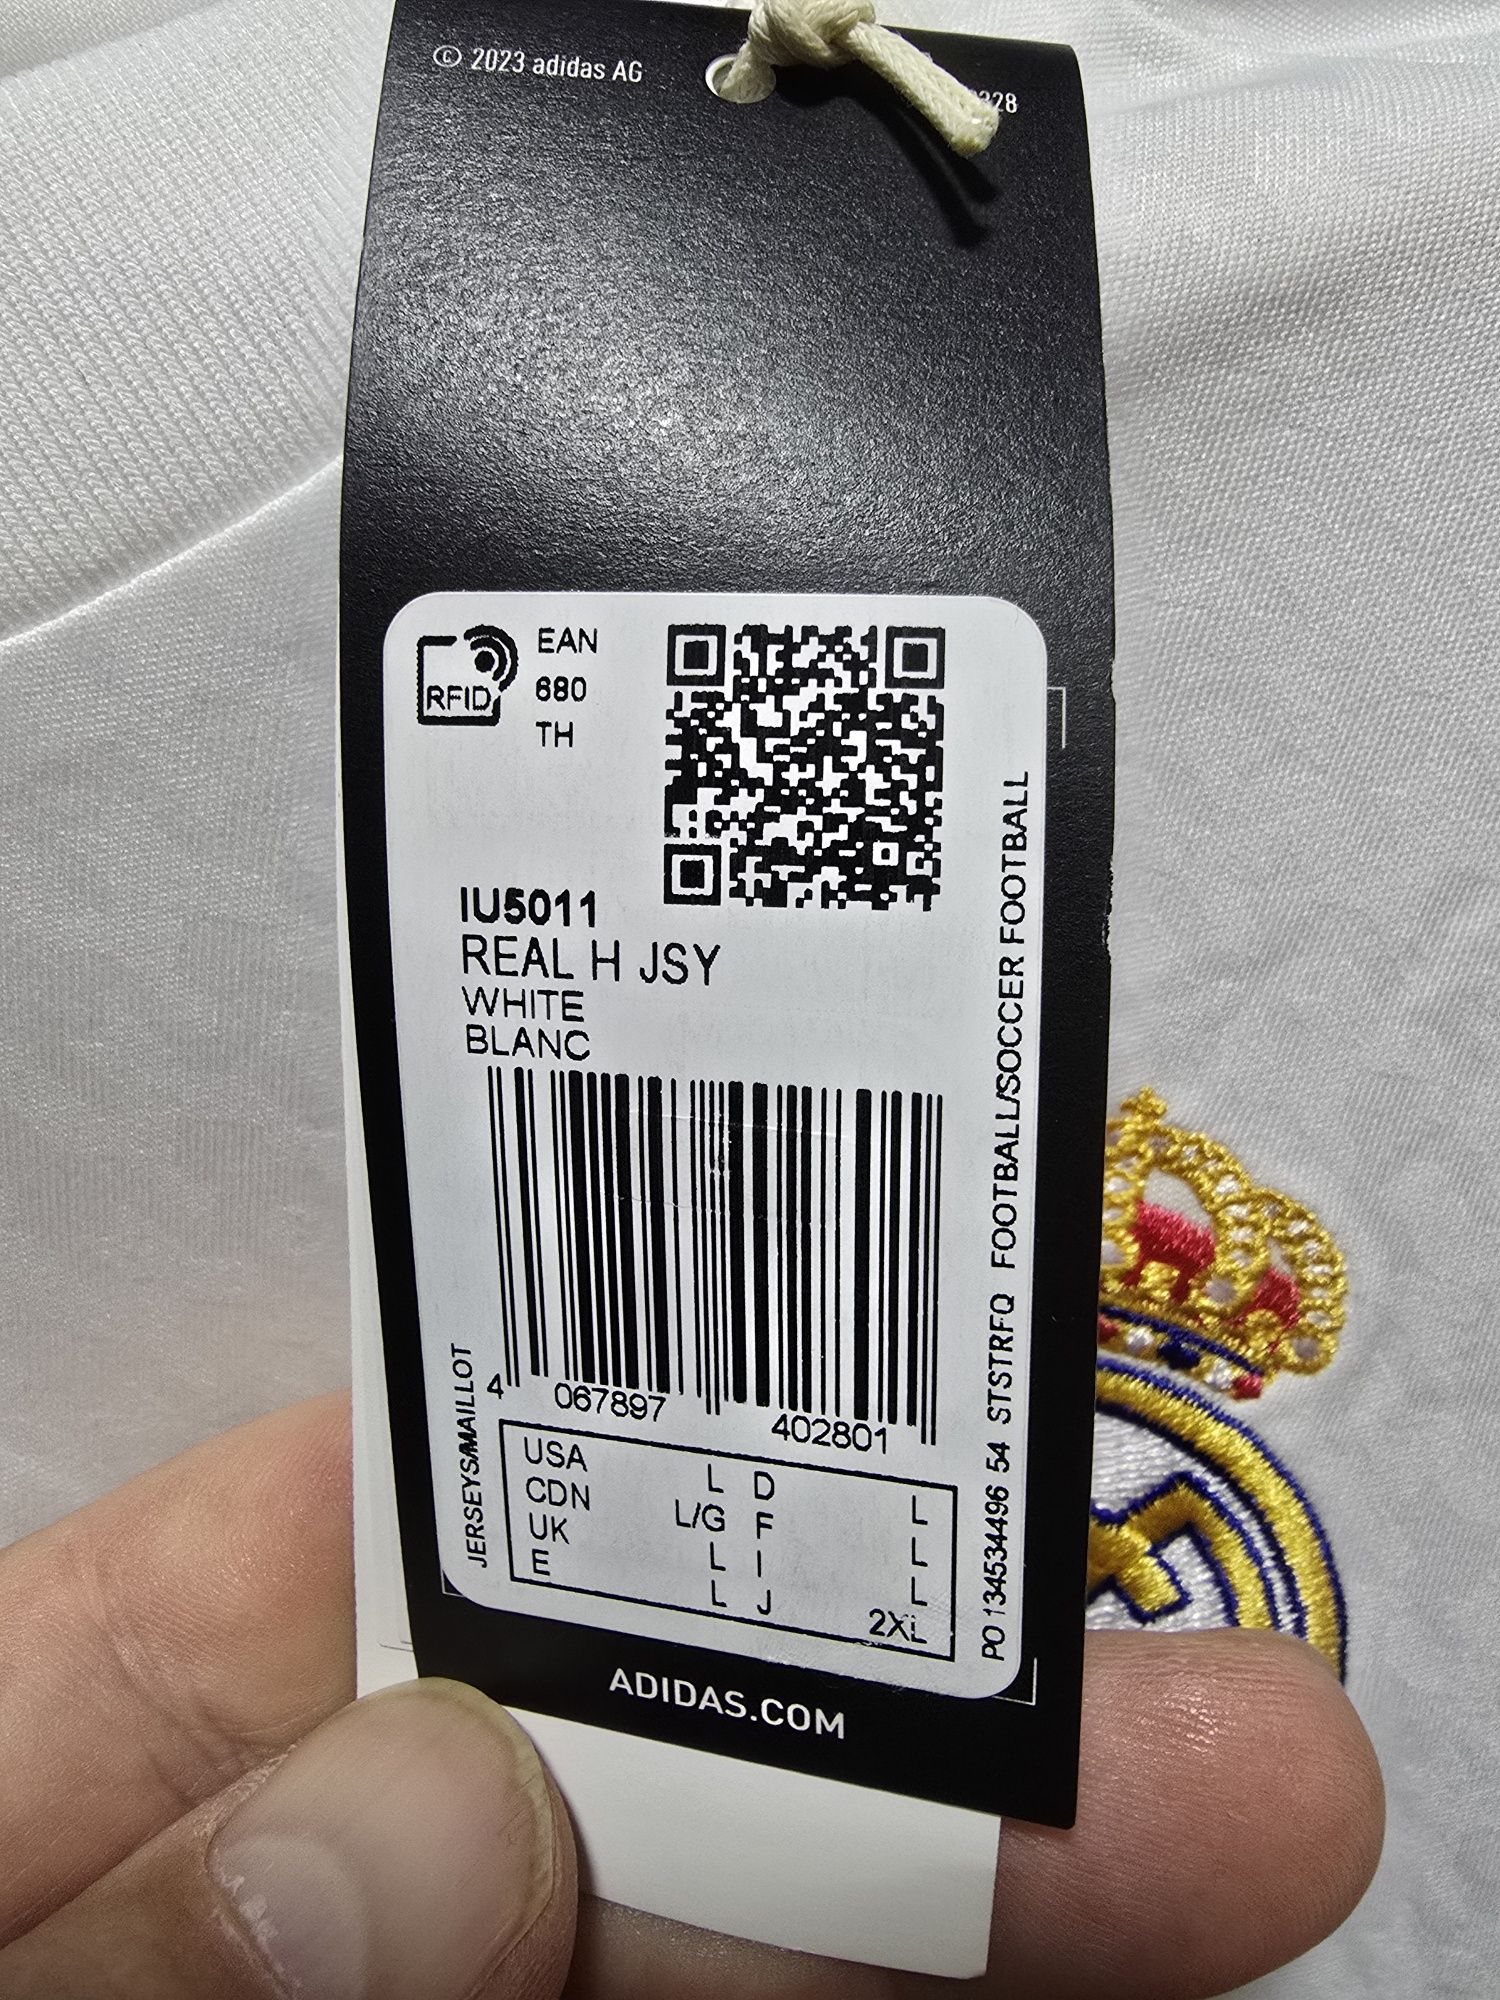 © 2023 adidas AG
RFID
EAN
680
TH
IU5011
REAL H JSY
WHITE
BLANC
4 067897 402801
JERSEYS/MAILLOT
USA L D L
CDN L/G F L
UK L I L
E L J 2XL
PO 134534496 54 STSTRFQ FOOTBALL/SOCCER FOOTBALL
ADIDAS.COM